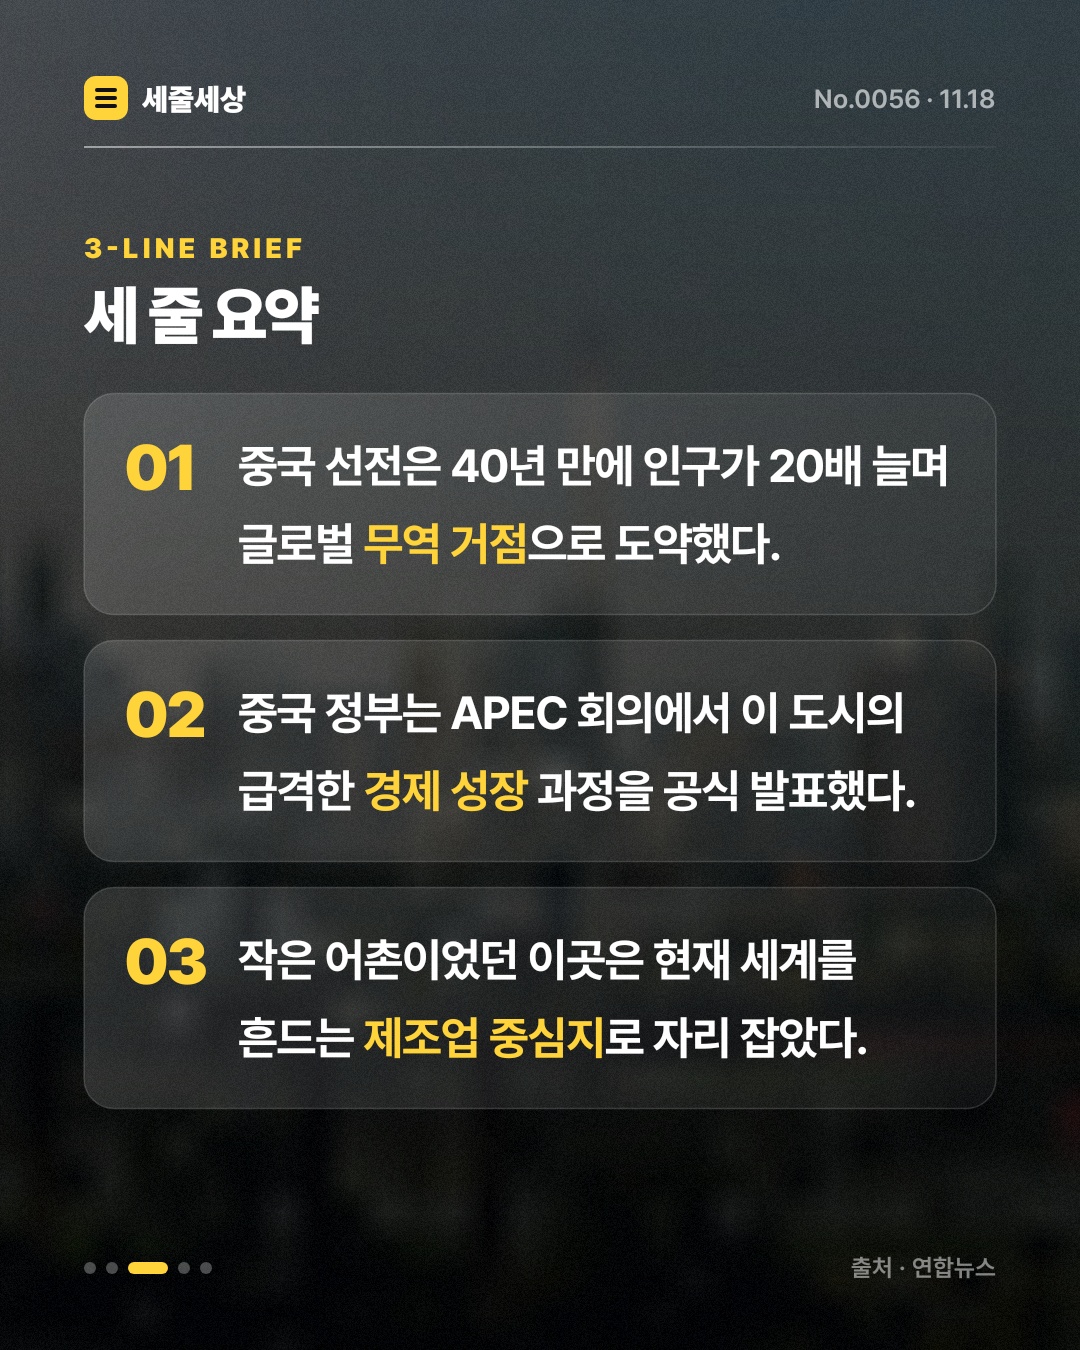 세줄세상
No.0056 · 11.18
3-LINE BRIEF
세 줄 요약
01
중국 선전은 40년 만에 인구가 20배 늘며
글로벌 무역 거점으로 도약했다.
02
중국 정부는 APEC 회의에서 이 도시의
급격한 경제 성장 과정을 공식 발표했다.
03
작은 어촌이었던 이곳은 현재 세계를
흔드는 제조업 중심지로 자리 잡았다.
출처 · 연합뉴스